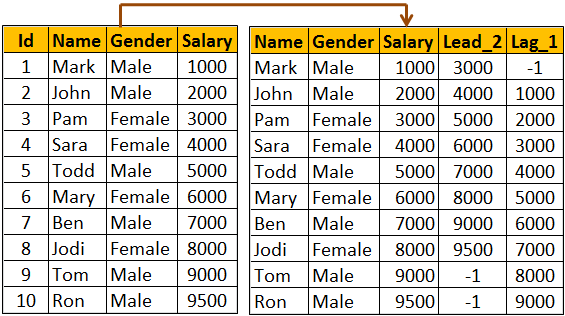 Id Name Gender Salary
1 Mark Male 1000
2 John Male 2000
3 Pam Female 3000
4 Sara Female 4000
5 Todd Male 5000
6 Mary Female 6000
7 Ben Male 7000
8 Jodi Female 8000
9 Tom Male 9000
10 Ron Male 9500
Name Gender Salary Lead_2 Lag_1
Mark Male 1000 3000 -1
John Male 2000 4000 1000
Pam Female 3000 5000 2000
Sara Female 4000 6000 3000
Todd Male 5000 7000 4000
Mary Female 6000 8000 5000
Ben Male 7000 9000 6000
Jodi Female 8000 9500 7000
Tom Male 9000 -1 8000
Ron Male 9500 -1 9000